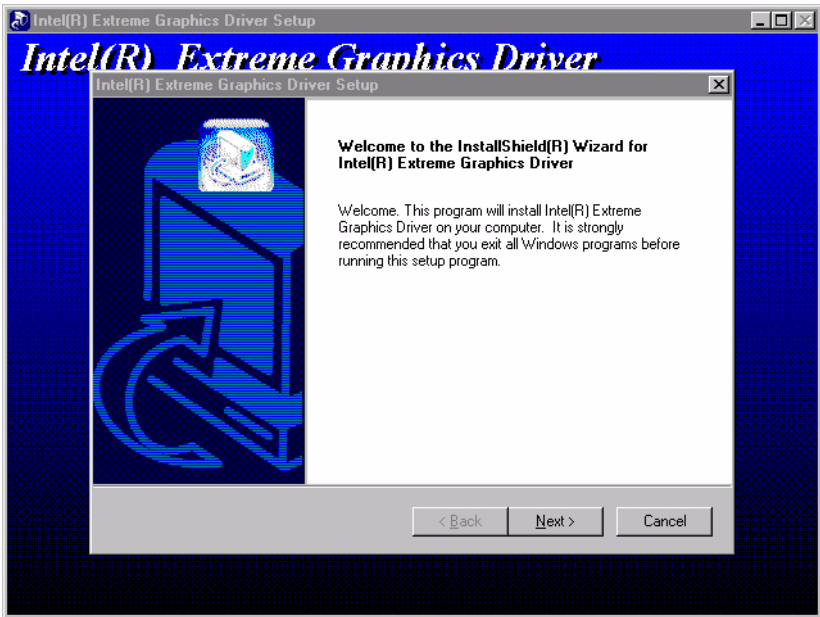 Intel(R) Extreme Graphics Driver Setup
Intel(R) Extreme Graphics Driver
Intel(R) Extreme Graphics Driver Setup
Welcome to the InstallShield(R) Wizard for
Intel(R) Extreme Graphics Driver
Welcome. This program will install Intel(R) Extreme
Graphics Driver on your computer. It is strongly
recommended that you exit all Windows programs before
running this setup program.
< Back Next > Cancel